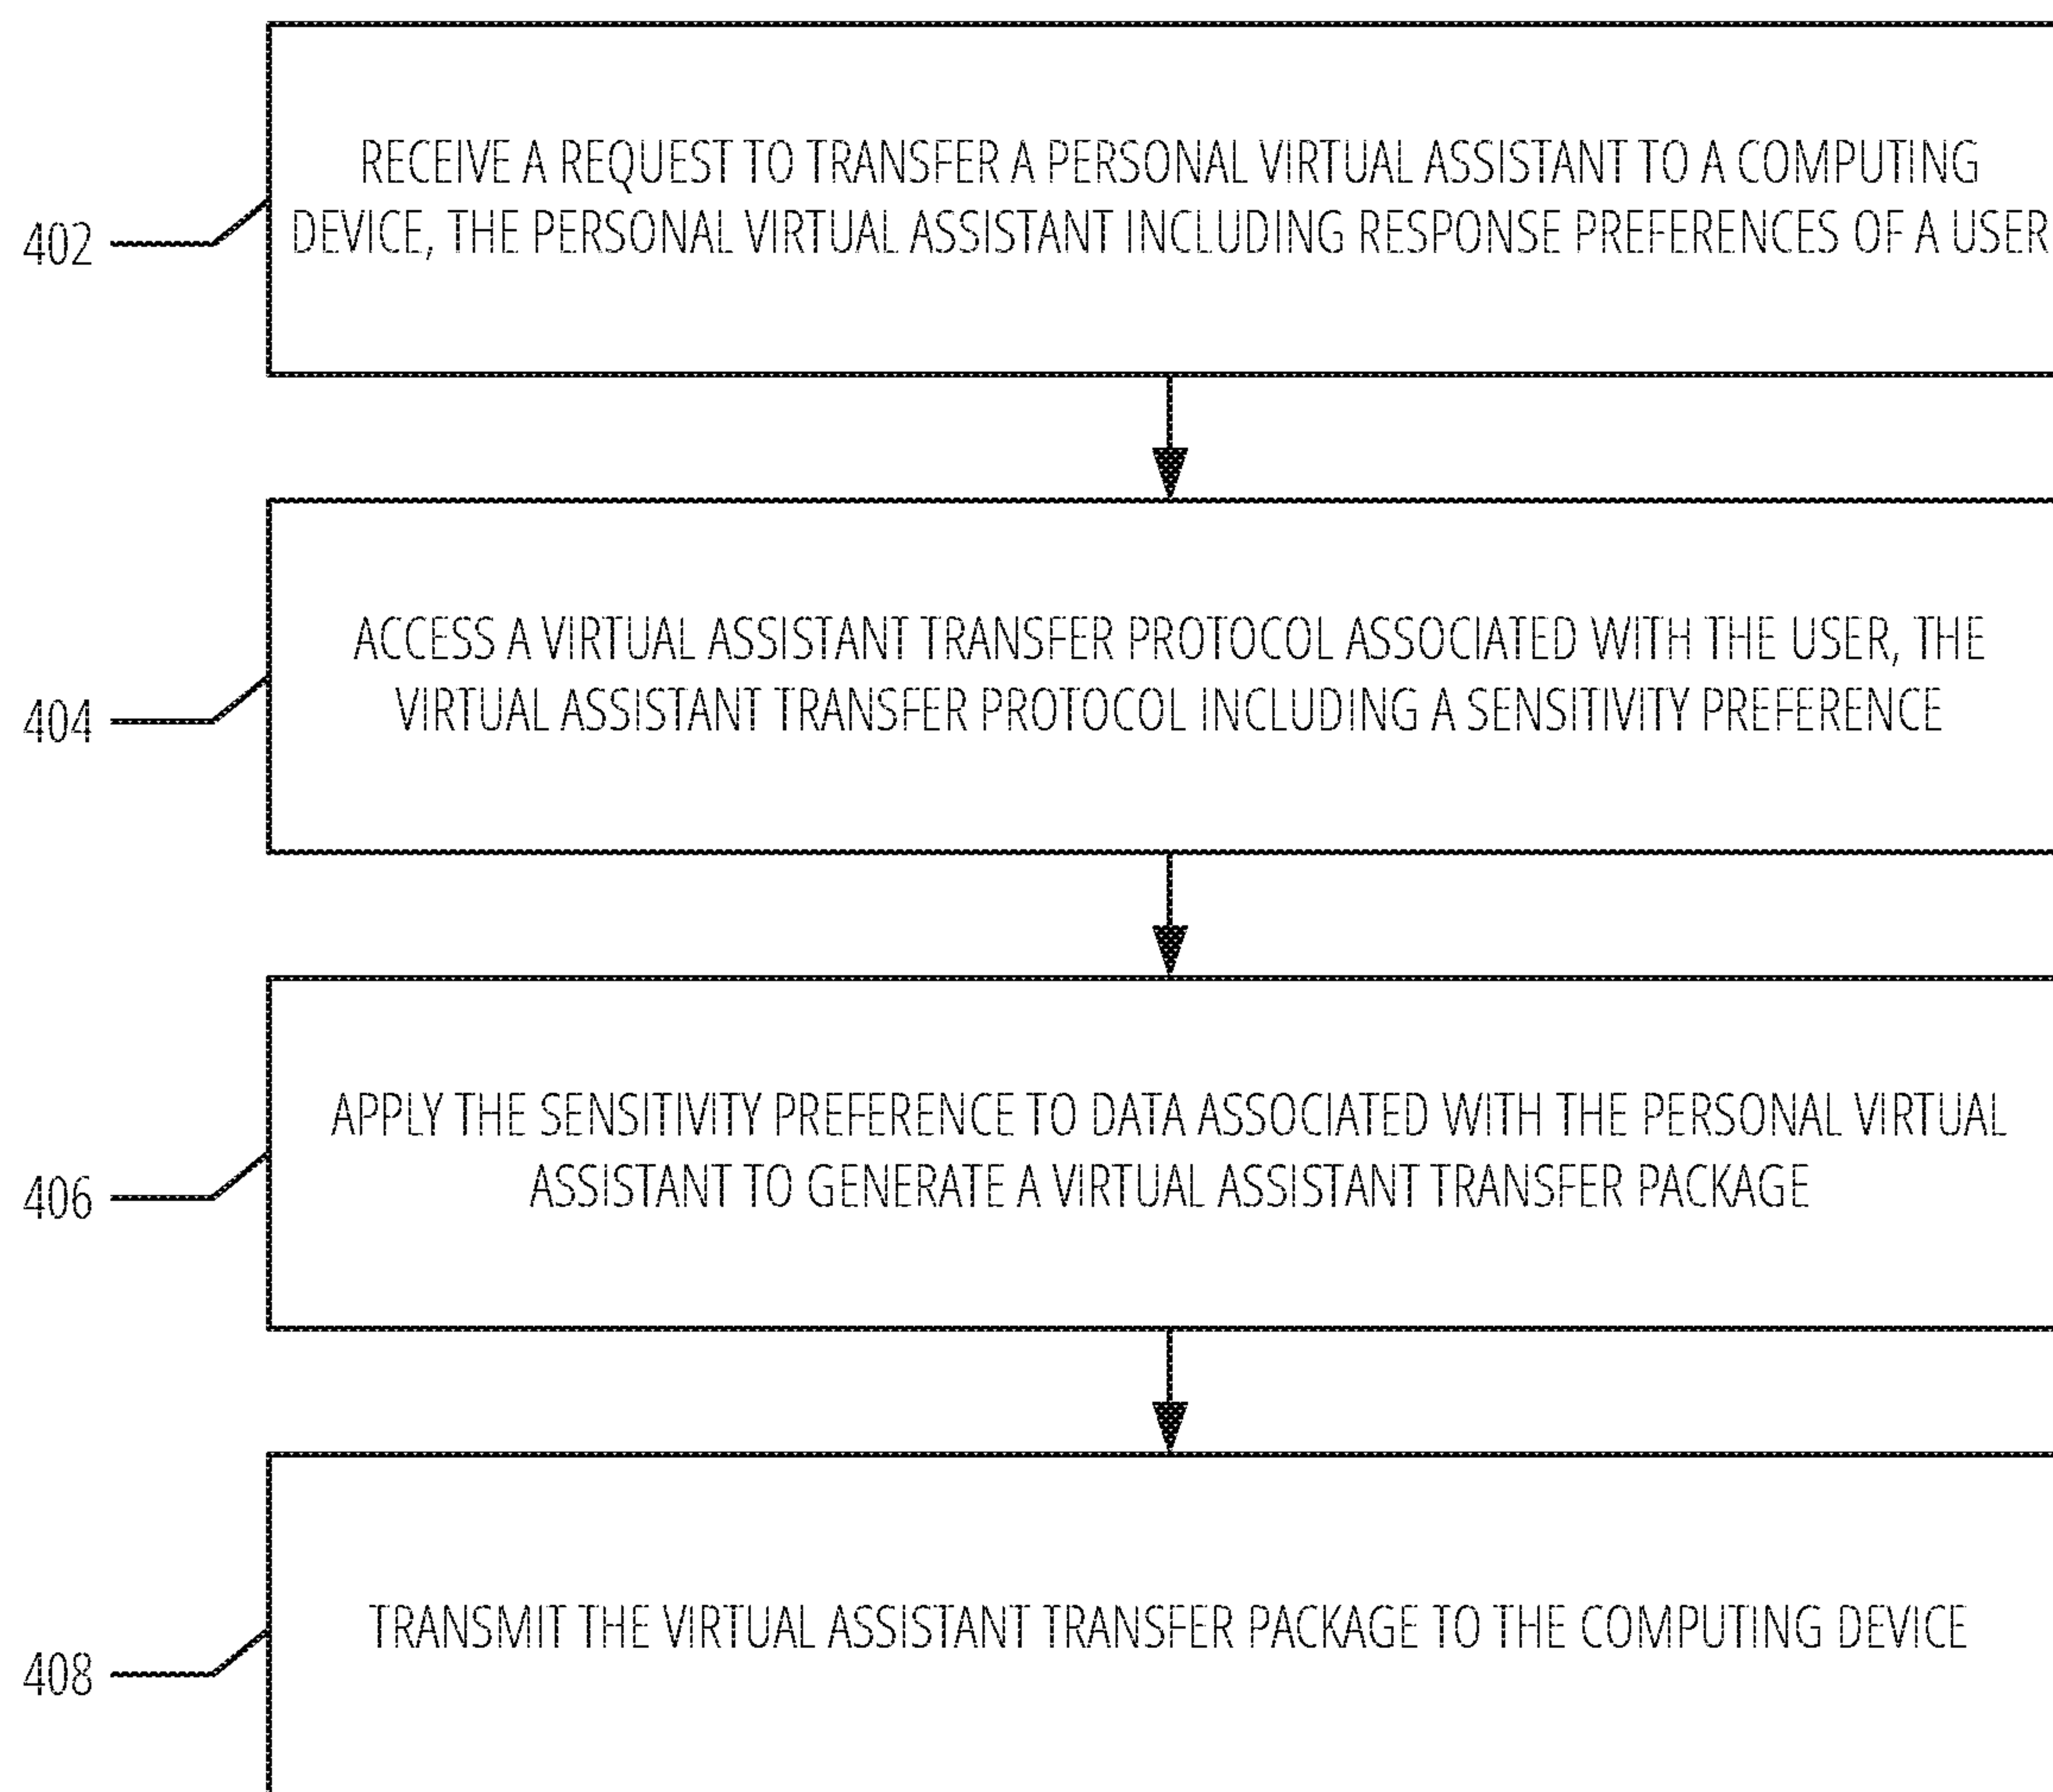 RECEIVE A REQUEST TO TRANSFER A PERSONAL VIRTUAL ASSISTANT TO A COMPUTING
DEVICE, THE PERSONAL VIRTUAL ASSISTANT INCLUDING RESPONSE PREFERENCES OF A USER
402
ACCESS A VIRTUAL ASSISTANT TRANSFER PROTOCOL ASSOCIATED WITH THE USER, THE
VIRTUAL ASSISTANT TRANSFER PROTOCOL INCLUDING A SENSITIVITY PREFERENCE
404
APPLY THE SENSITIVITY PREFERENCE TO DATA ASSOCIATED WITH THE PERSONAL VIRTUAL
ASSISTANT TO GENERATE A VIRTUAL ASSISTANT TRANSFER PACKAGE
406
TRANSMIT THE VIRTUAL ASSISTANT TRANSFER PACKAGE TO THE COMPUTING DEVICE
408